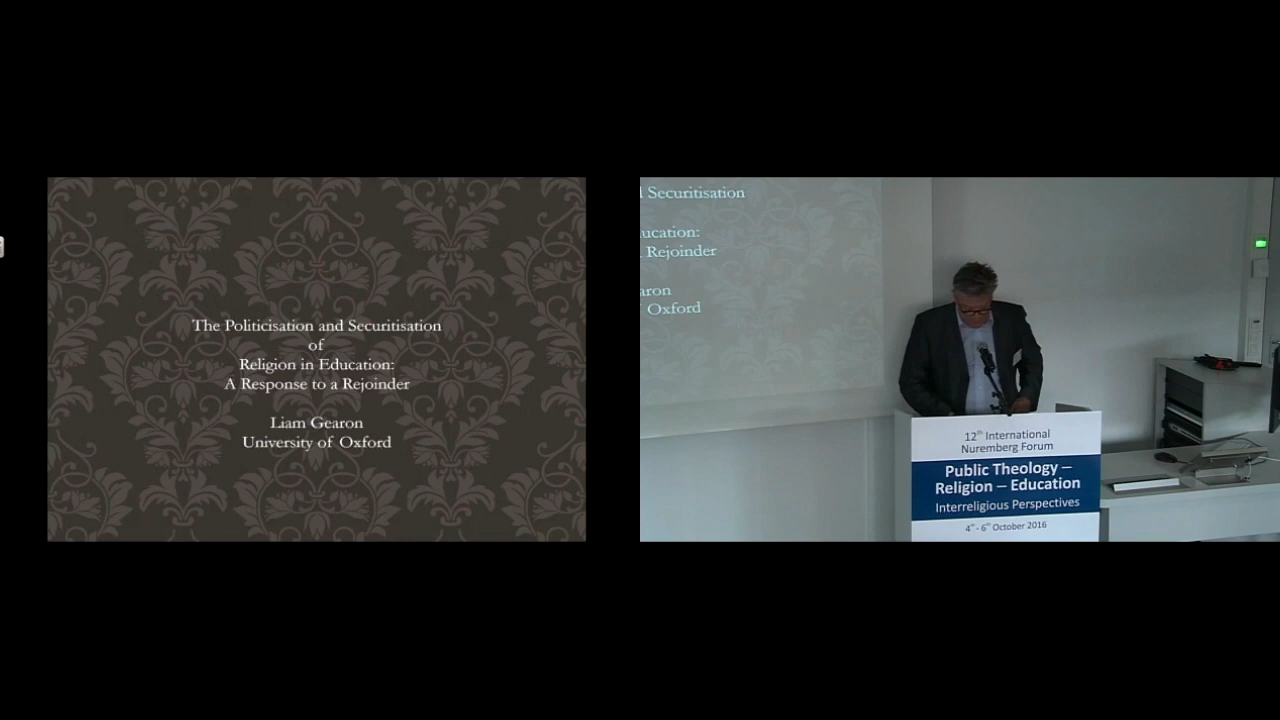 The Politicisation and Securitisation
of
Religion in Education:
A Response to a Rejoinder
Liam Gearon
University of Oxford
Securitisation
ucation:
Rejoinder
aron
Oxford
12th International
Nuremberg Forum
Public Theology –
Religion – Education
Interreligious Perspectives
4th - 6th October 2016